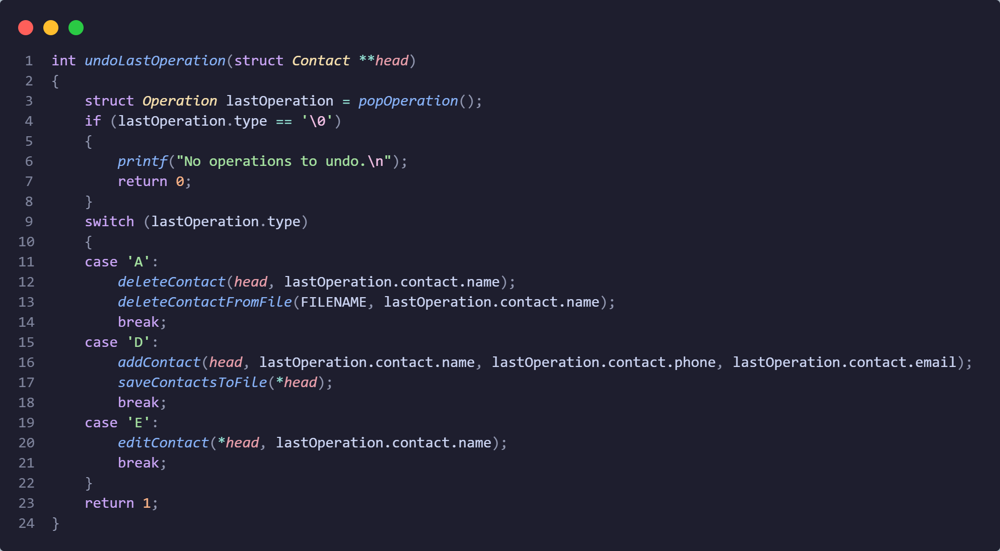 1 int undoLastOperation(struct Contact **head)
2 {
3     struct Operation lastOperation = popOperation();
4     if (lastOperation.type == '\0')
5     {
6         printf("No operations to undo.\n");
7         return 0;
8     }
9     switch (lastOperation.type)
10     {
11     case 'A':
12         deleteContact(head, lastOperation.contact.name);
13         deleteContactFromFile(FILENAME, lastOperation.contact.name);
14         break;
15     case 'D':
16         addContact(head, lastOperation.contact.name, lastOperation.contact.phone, lastOperation.contact.email);
17         saveContactsToFile(*head);
18         break;
19     case 'E':
20         editContact(*head, lastOperation.contact.name);
21         break;
22     }
23     return 1;
24 }